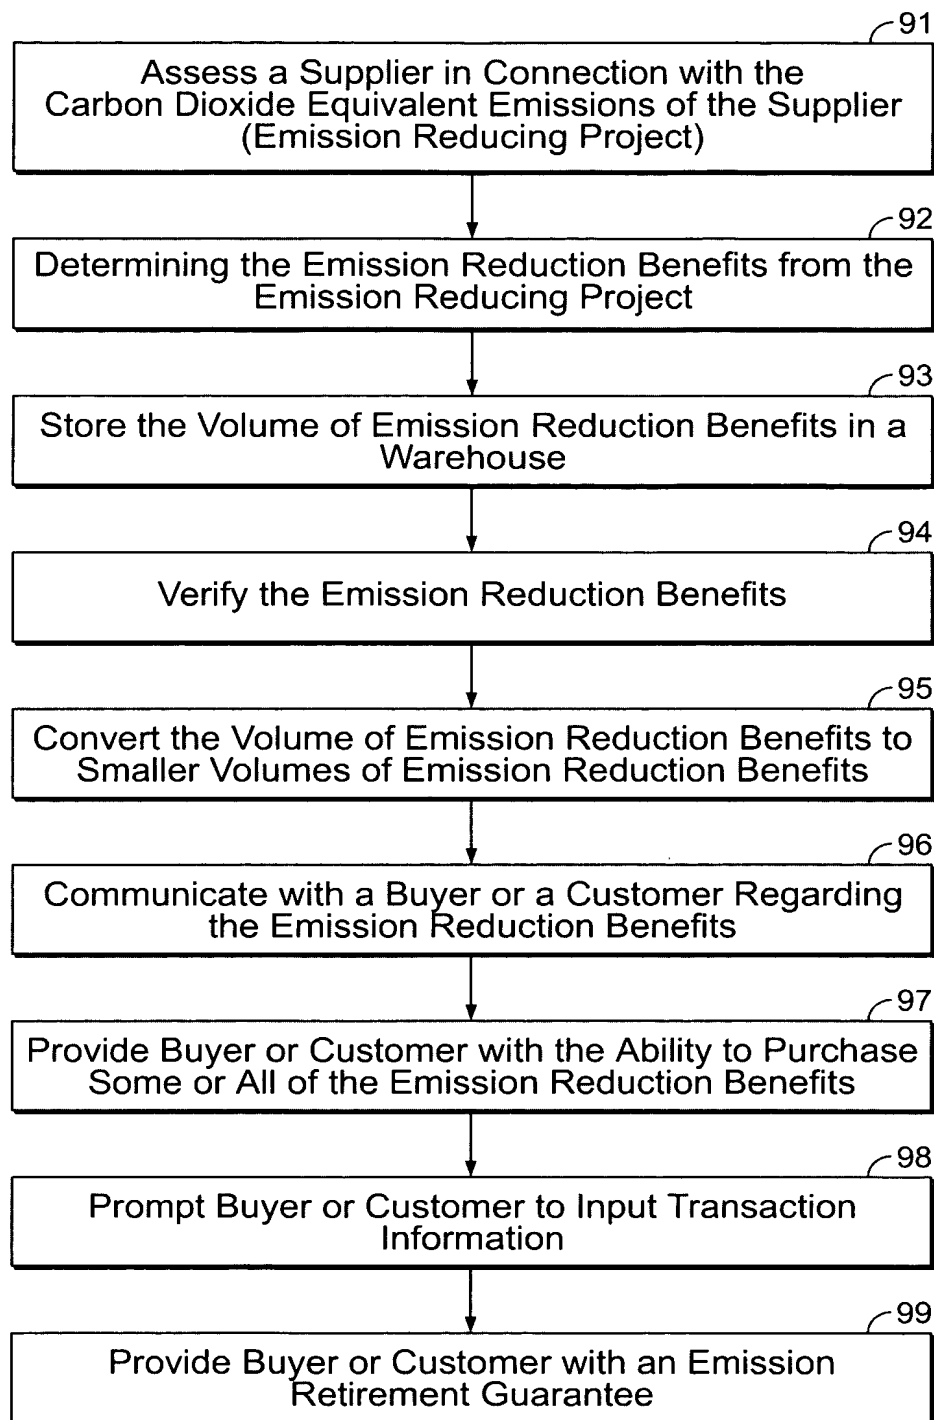 91
Assess a Supplier in Connection with the
Carbon Dioxide Equivalent Emissions of the Supplier
(Emission Reducing Project)
92
Determining the Emission Reduction Benefits from the
Emission Reducing Project
93
Store the Volume of Emission Reduction Benefits in a
Warehouse
94
Verify the Emission Reduction Benefits
95
Convert the Volume of Emission Reduction Benefits to
Smaller Volumes of Emission Reduction Benefits
96
Communicate with a Buyer or a Customer Regarding
the Emission Reduction Benefits
97
Provide Buyer or Customer with the Ability to Purchase
Some or All of the Emission Reduction Benefits
98
Prompt Buyer or Customer to Input Transaction
Information
99
Provide Buyer or Customer with an Emission
Retirement Guarantee